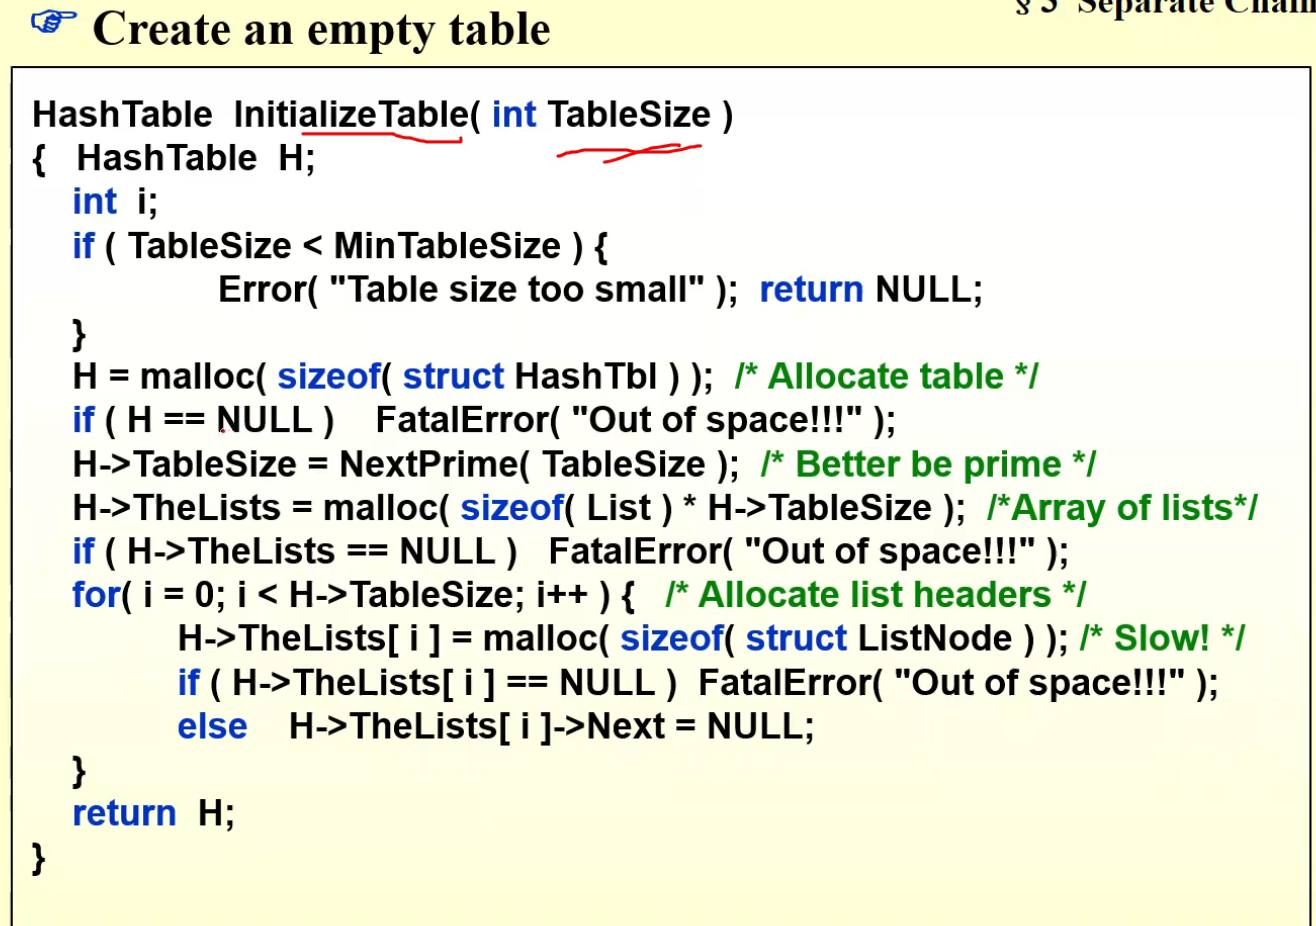 § 3 Separate
Create an empty table
HashTable InitializeTable( int TableSize )
{ HashTable H;
int i;
if ( TableSize < MinTableSize ) {
Error( "Table size too small" ); return NULL;
}
H = malloc( sizeof( struct HashTbl ) ); /* Allocate table */
if ( H == NULL ) FatalError( "Out of space!!!" );
H->TableSize = NextPrime( TableSize ); /* Better be prime */
H->TheLists = malloc( sizeof( List ) * H->TableSize ); /*Array of lists*/
if ( H->TheLists == NULL ) FatalError( "Out of space!!!" );
for( i = 0; i < H->TableSize; i++ ) { /* Allocate list headers */
H->TheLists[ i ] = malloc( sizeof( struct ListNode ) ); /* Slow! */
if ( H->TheLists[ i ] == NULL ) FatalError( "Out of space!!!" );
else H->TheLists[ i ]->Next = NULL;
}
return H;
}